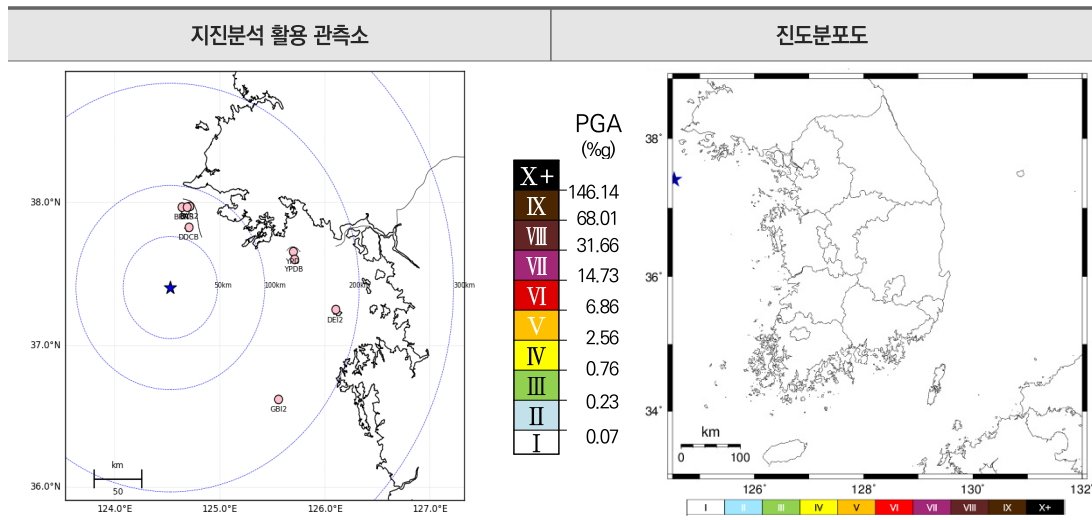 지진분석 활용 관측소
진도분포도
38.0°N
37.0°N
36.0°N
124.0°E
125.0°E
126.0°E
127.0°E
DDCB
YPDB
DEI2
GBI2
50km
100km
200km
300km
km
50
PGA
(%g)
X+
IX
VIII
VII
VI
V
IV
III
II
I
146.14
68.01
31.66
14.73
6.86
2.56
0.76
0.23
0.07
38°
36°
34°
km
0 100
126° 128° 130° 132°
I II III IV V VI VII VIII IX X+